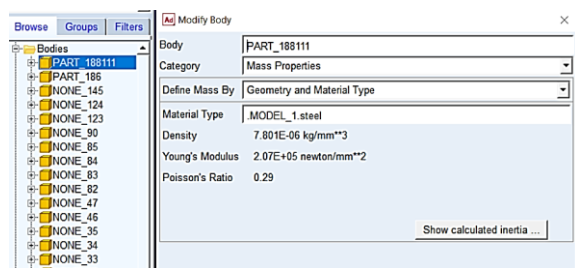 Browse Groups Filters
Bodies
PART_188111
PART_186
NONE_145
NONE_124
NONE_123
NONE_90
NONE_85
NONE_84
NONE_83
NONE_82
NONE_47
NONE_46
NONE_35
NONE_34
NONE_33
Ad Modify Body
Body PART_188111
Category Mass Properties
Define Mass By Geometry and Material Type
Material Type .MODEL_1.steel
Density 7.801E-06 kg/mm**3
Young's Modulus 2.07E+05 newton/mm**2
Poisson's Ratio 0.29
Show calculated inertia ...